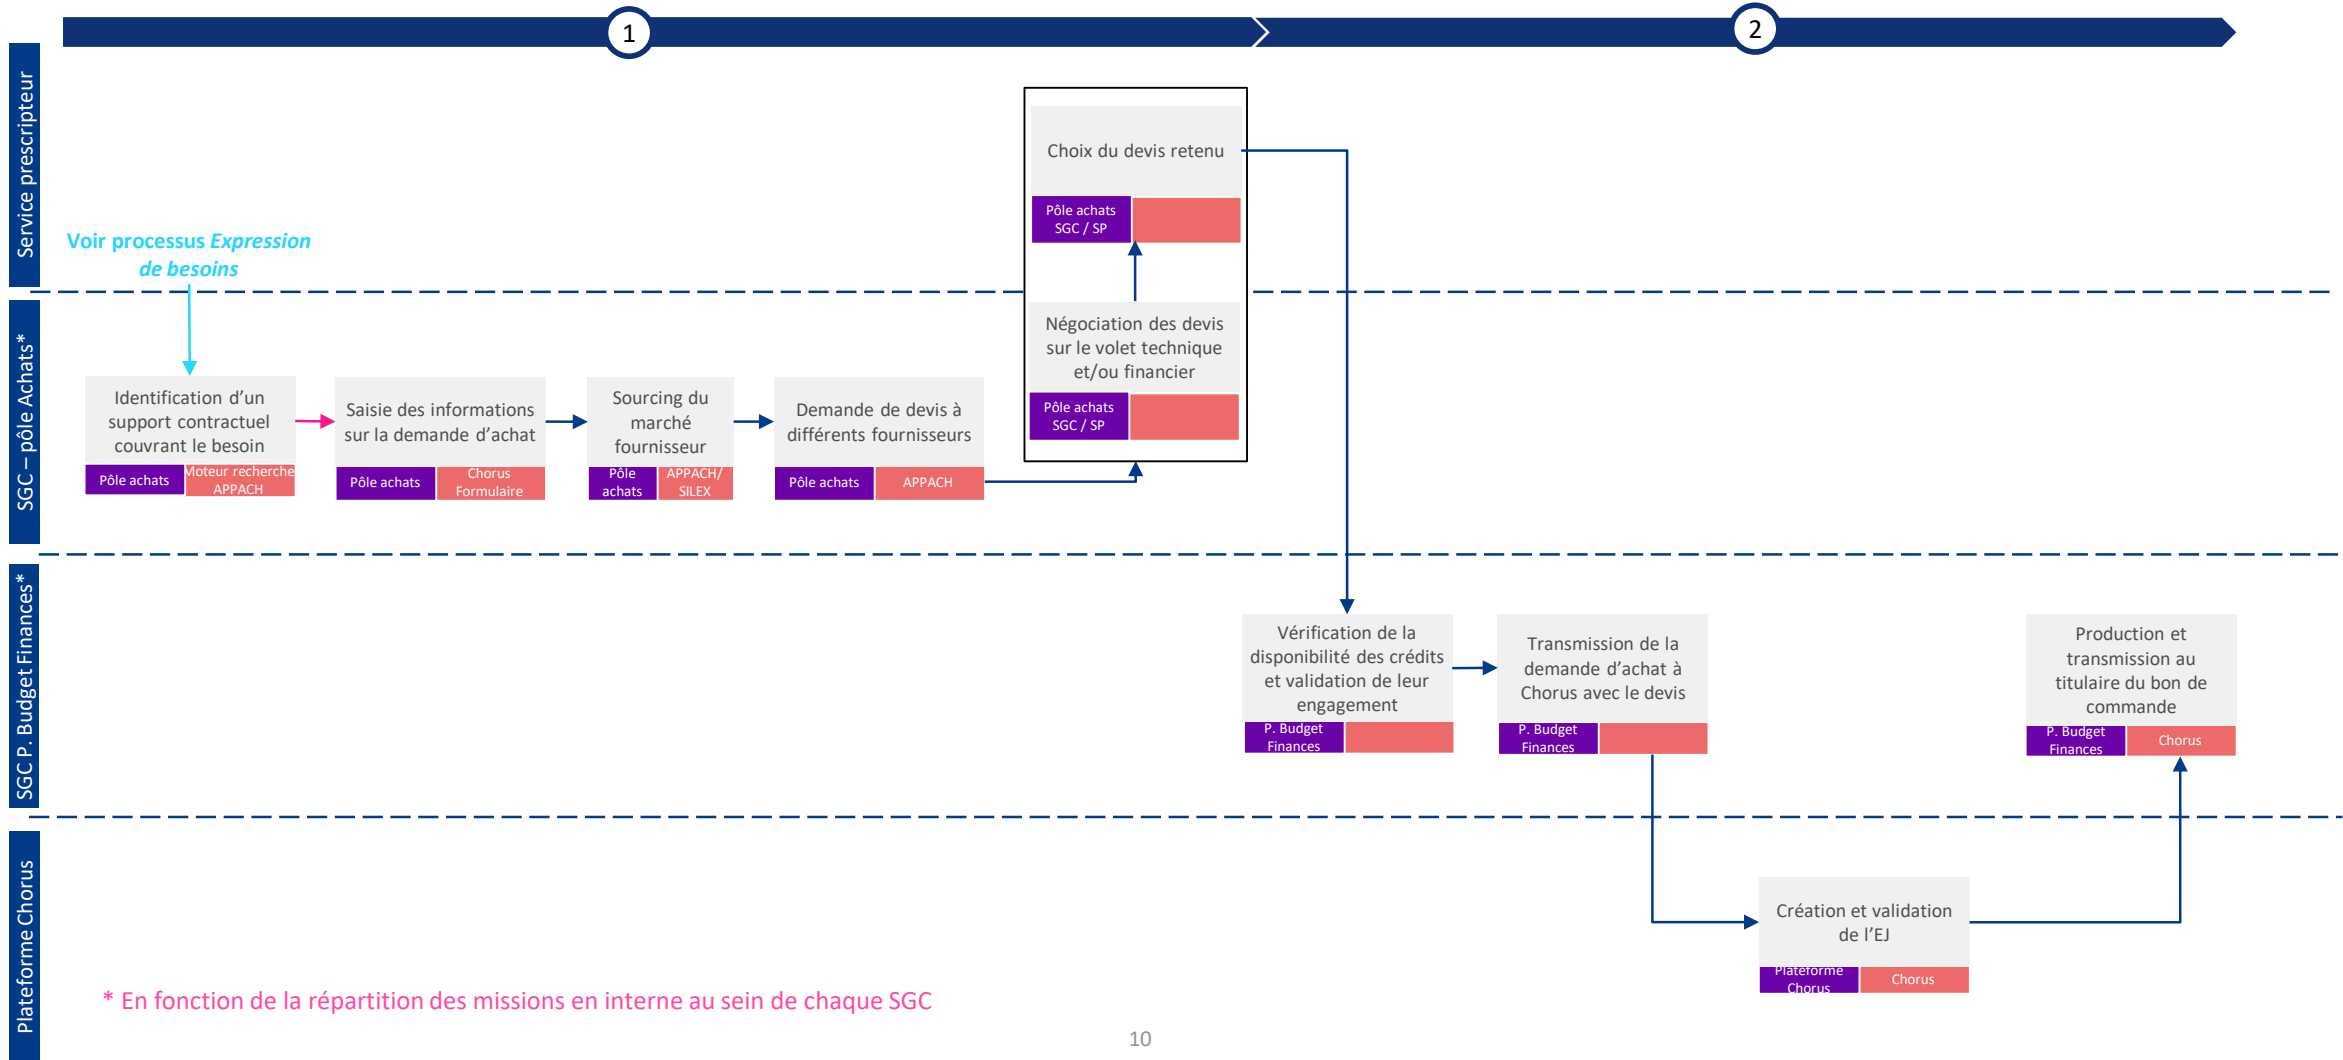 1
2
Service prescripteur
Choix du devis retenu
Pôle achats
SGC / SP
Voir processus Expression
de besoins
SGC – pôle Achats*
Négociation des devis
sur le volet technique
et/ou financier
Pôle achats
SGC / SP
Identification d’un
support contractuel
couvrant le besoin
Pôle achats
Moteur recherche
APPACH
Saisie des informations
sur la demande d’achat
Pôle achats
Chorus
Formulaire
Sourcing du
marché
fournisseur
Pôle
achats
APPACH/
SILEX
Demande de devis à
différents fournisseurs
Pôle achats
APPACH
SGC P. Budget Finances*
Vérification de la
disponibilité des crédits
et validation de leur
engagement
P. Budget
Finances
Transmission de la
demande d’achat à
Chorus avec le devis
P. Budget
Finances
Production et
transmission au
titulaire du bon de
commande
P. Budget
Finances
Chorus
Plateforme Chorus
Création et validation
de l’EJ
Plateforme
Chorus
Chorus
* En fonction de la répartition des missions en interne au sein de chaque SGC
10